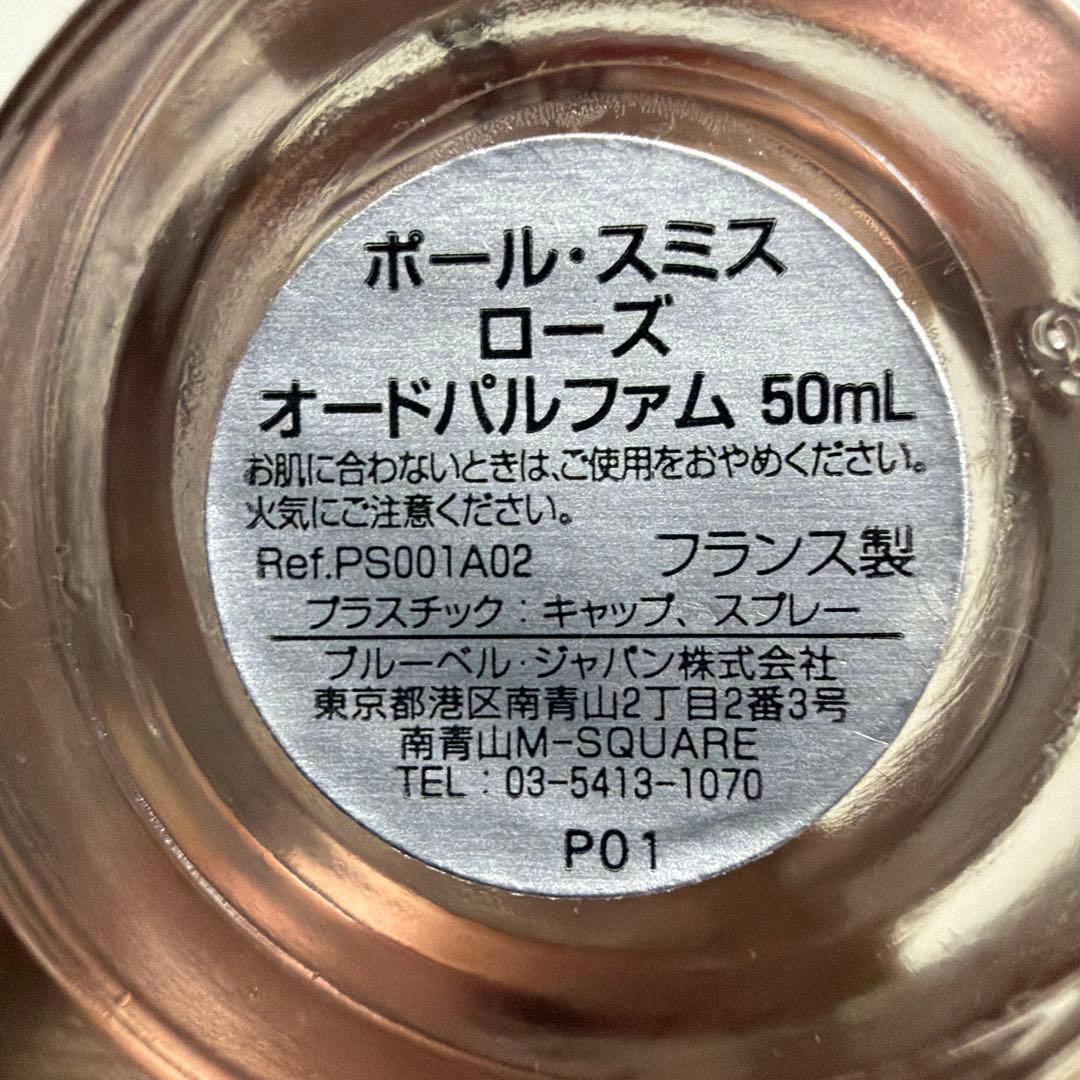 ポール・スミス
ローズ
オードパルファム 50mL
お肌に合わないときは、ご使用をおやめください。
火気にご注意ください。
Ref.PS001A02 フランス製
プラスチック：キャップ、スプレー
ブルーベル・ジャパン株式会社
東京都港区南青山2丁目2番3号
南青山M-SQUARE
TEL：03-5413-1070
P01